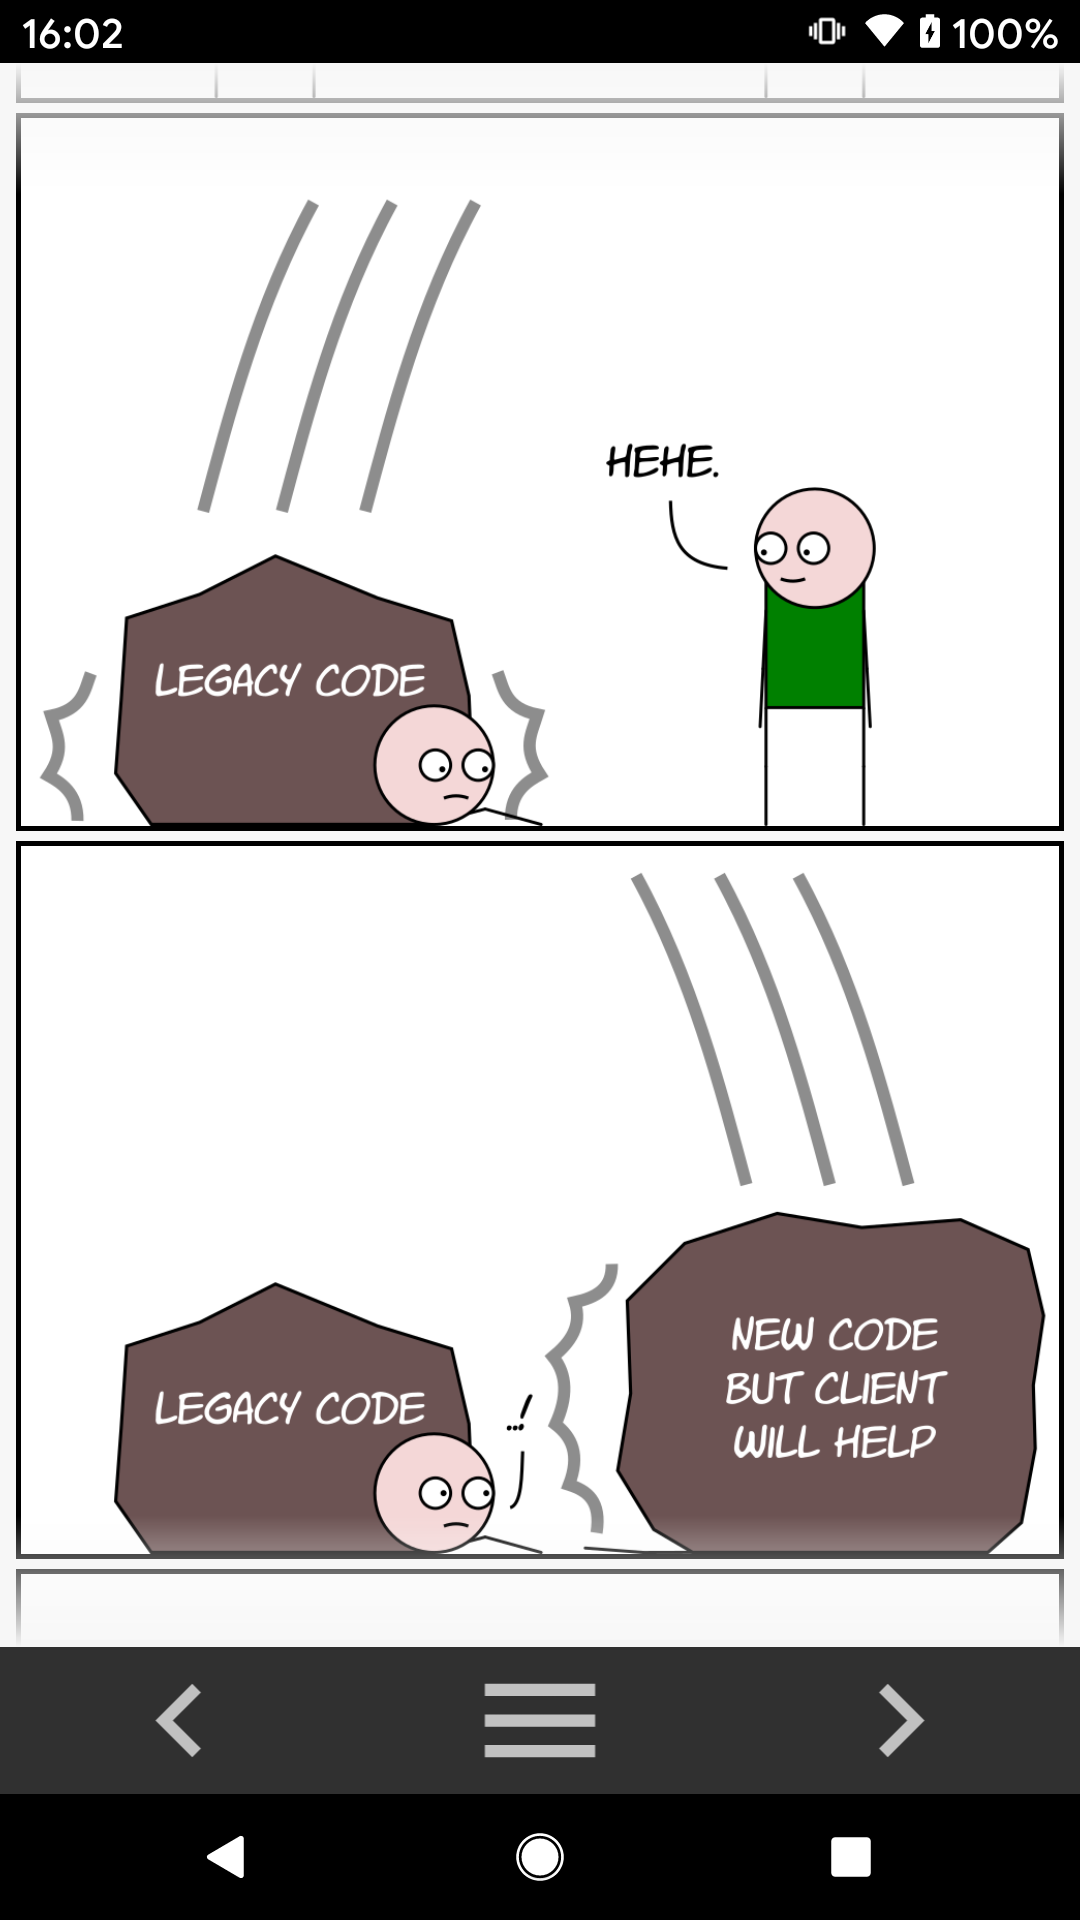 16:02
100%
HEHE.
LEGACY CODE
NEW CODE
BUT CLIENT
WILL HELP
LEGACY CODE
...!